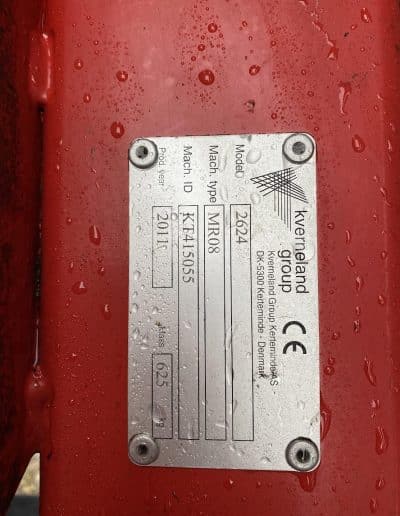 kverneland
group
CE
Kverneland Group Kerteminde AS
DK-5300 Kerteminde - Denmark
Model 2624
Mach. type MR08
Mach. ID KT415055
Prod. year 2011 Mass 625 kg